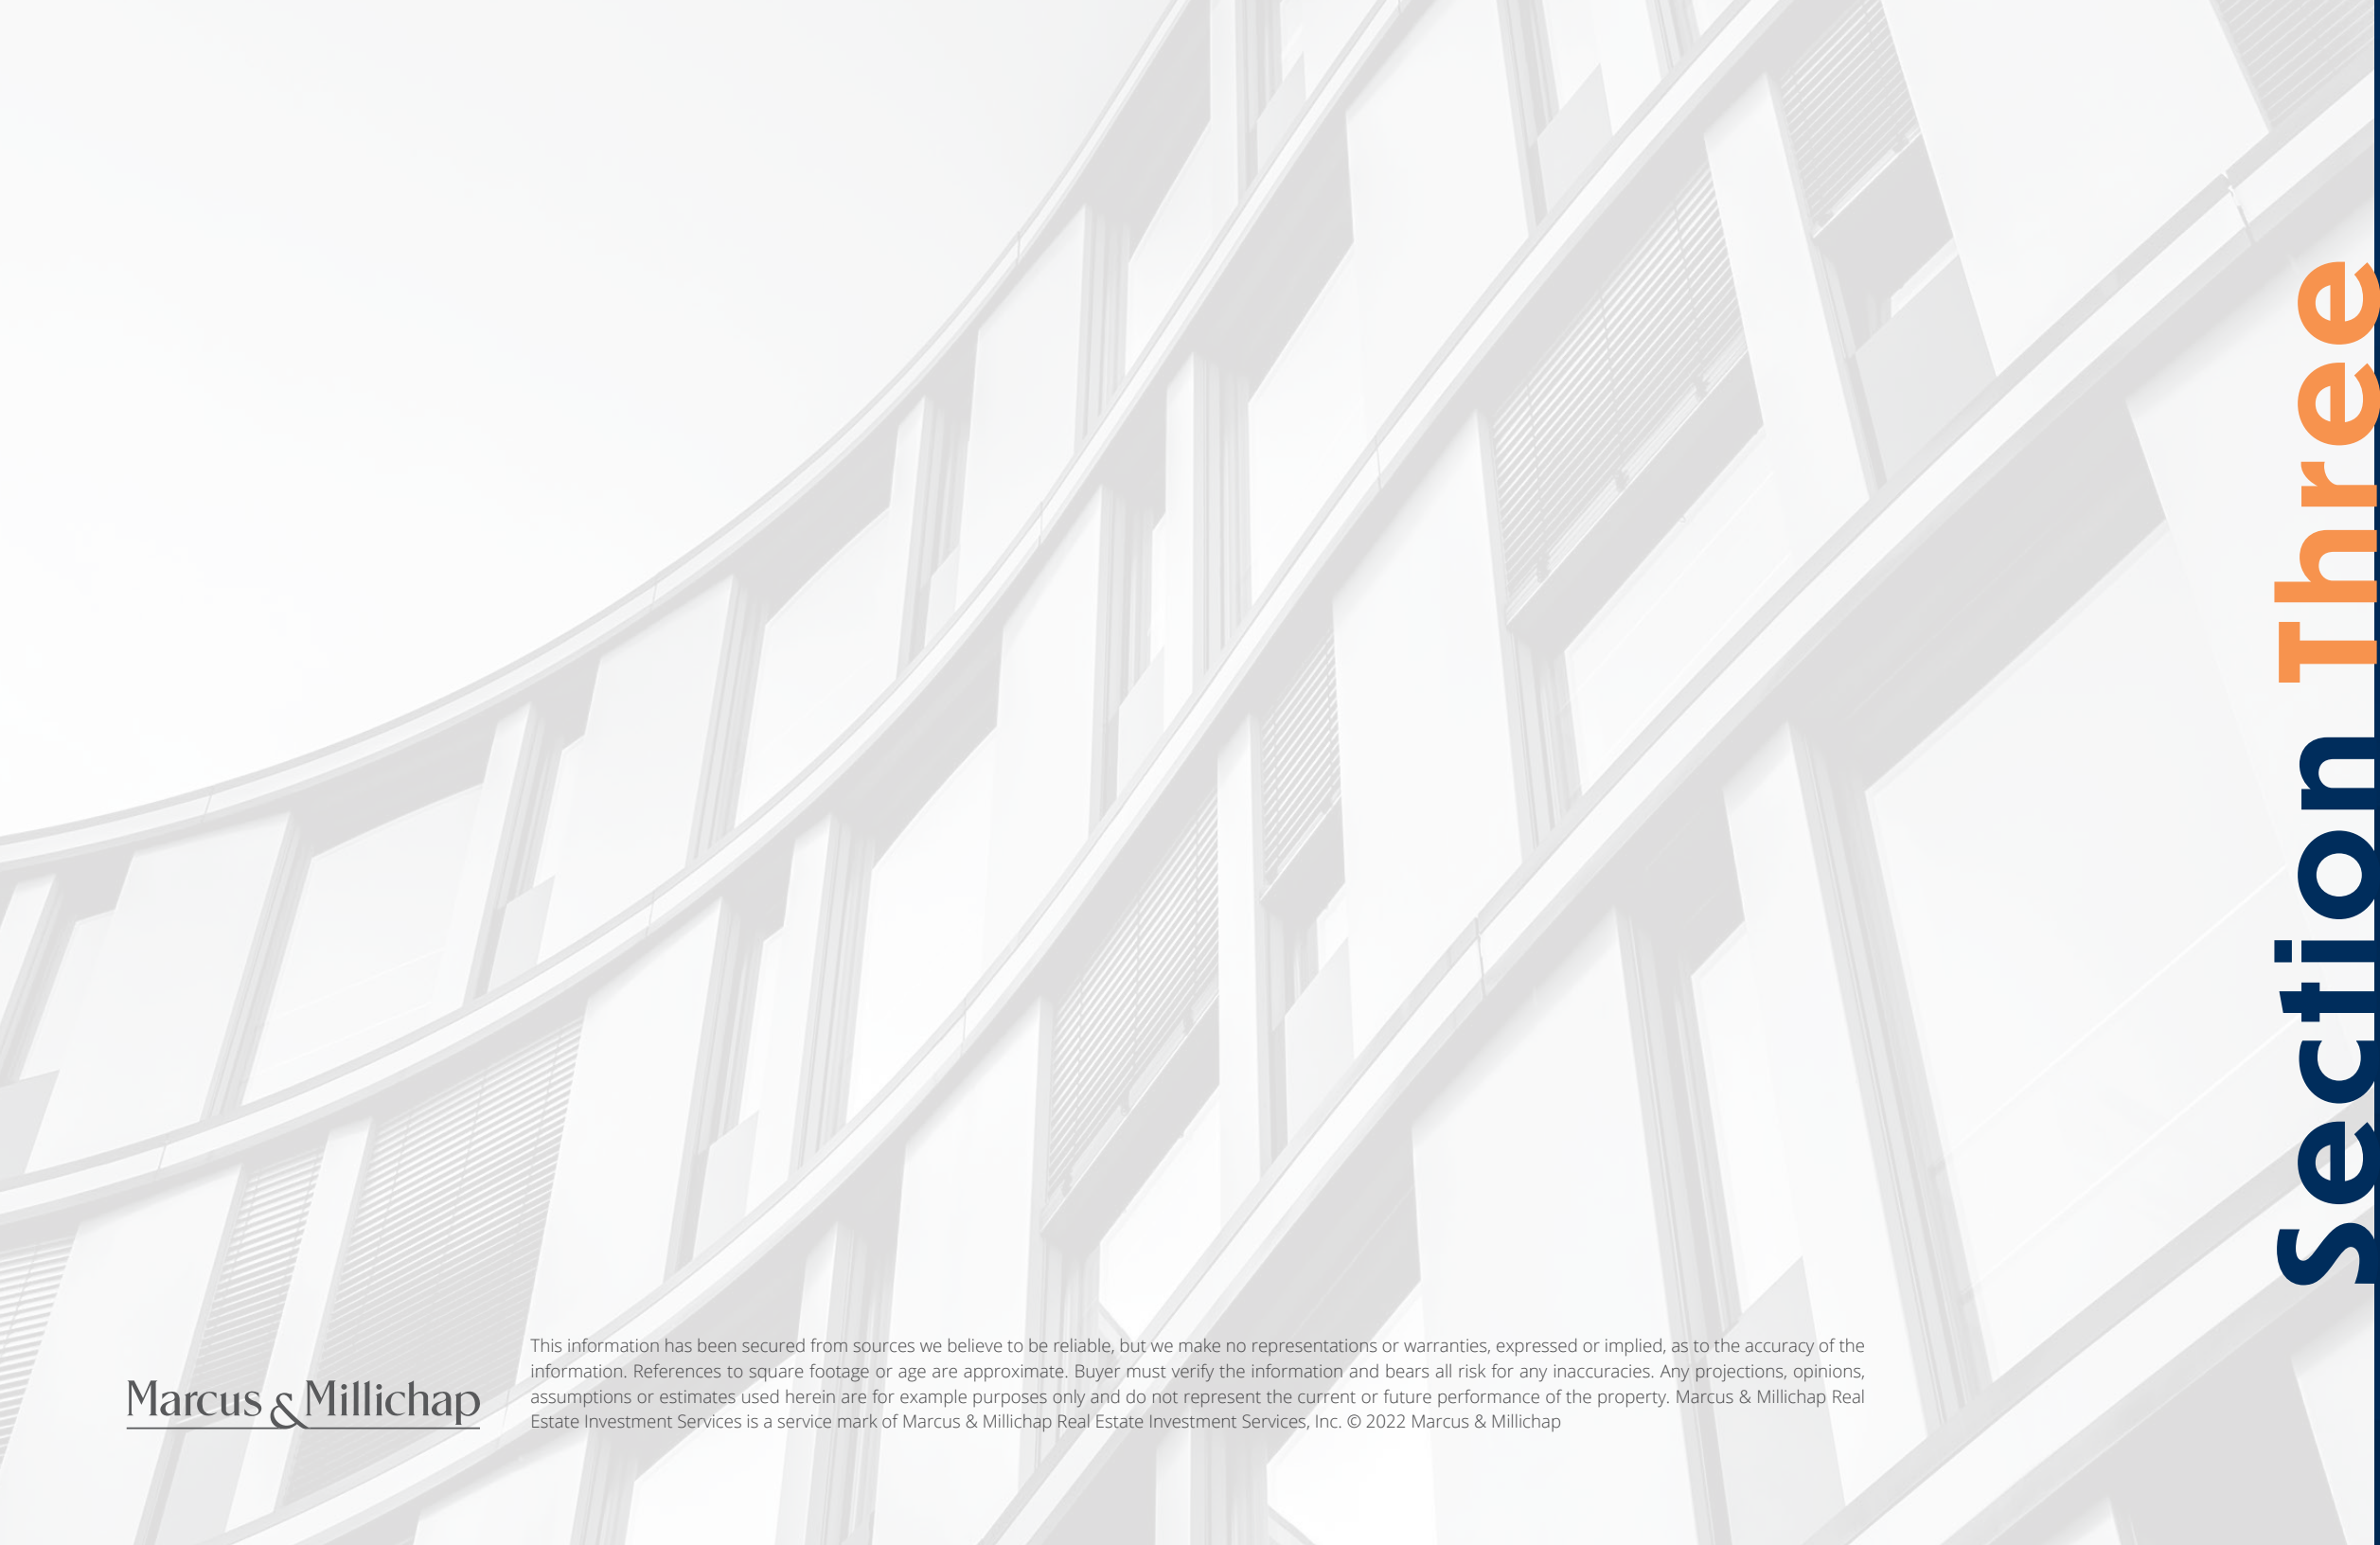 Section Three
This information has been secured from sources we believe to be reliable, but we make no representations or warranties, expressed or implied, as to the accuracy of the
information. References to square footage or age are approximate. Buyer must verify the information and bears all risk for any inaccuracies. Any projections, opinions,
assumptions or estimates used herein are for example purposes only and do not represent the current or future performance of the property. Marcus & Millichap Real
Estate Investment Services is a service mark of Marcus & Millichap Real Estate Investment Services, Inc. © 2022 Marcus & Millichap
Marcus & Millichap